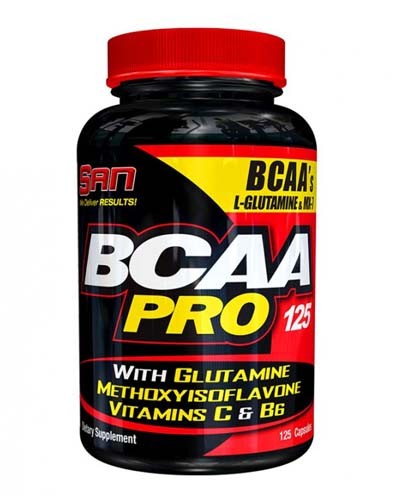 SAN
We Deliver RESULTS!
BCAA's
L-GLUTAMINE & MX-7
BCAA
PRO 125
WITH GLUTAMINE
METHOXYISOFLAVONE
VITAMINS C & B6
Dietary Supplement
125 Capsules